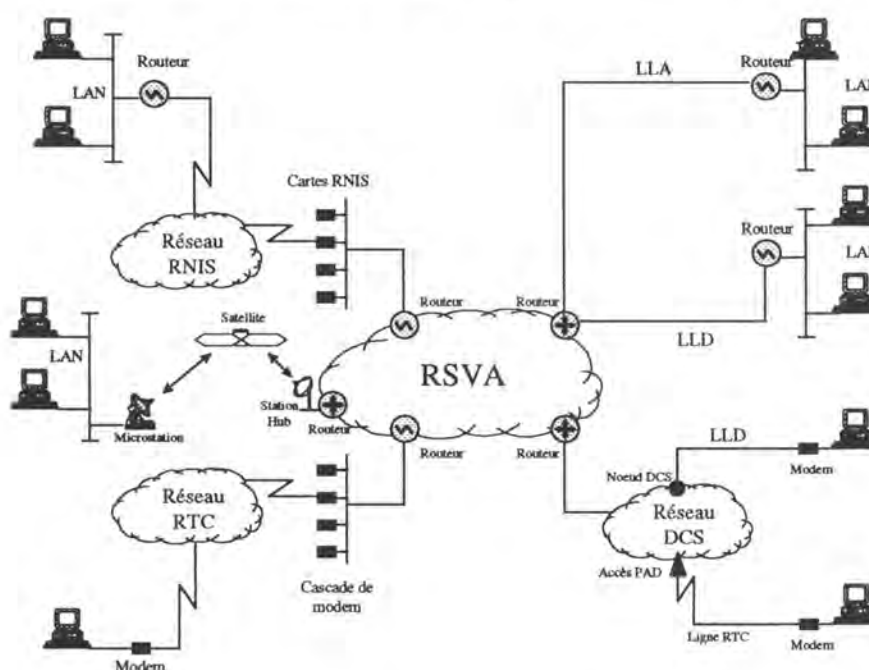 Routeur
LAN
LLA
Routeur
LAN
Cartes RNIS
Réseau
RNIS
Routeur
LAN
Routeur
Routeur
LLD
Satellite
LAN
RSVA
Station
Hub
Microstation
Routeur
Routeur
Routeur
LLD
Modem
Noeud DCS
Réseau
RTC
Réseau
DCS
Accès PAD
Cascade de
modem
Ligne RTC
Modem
Modem